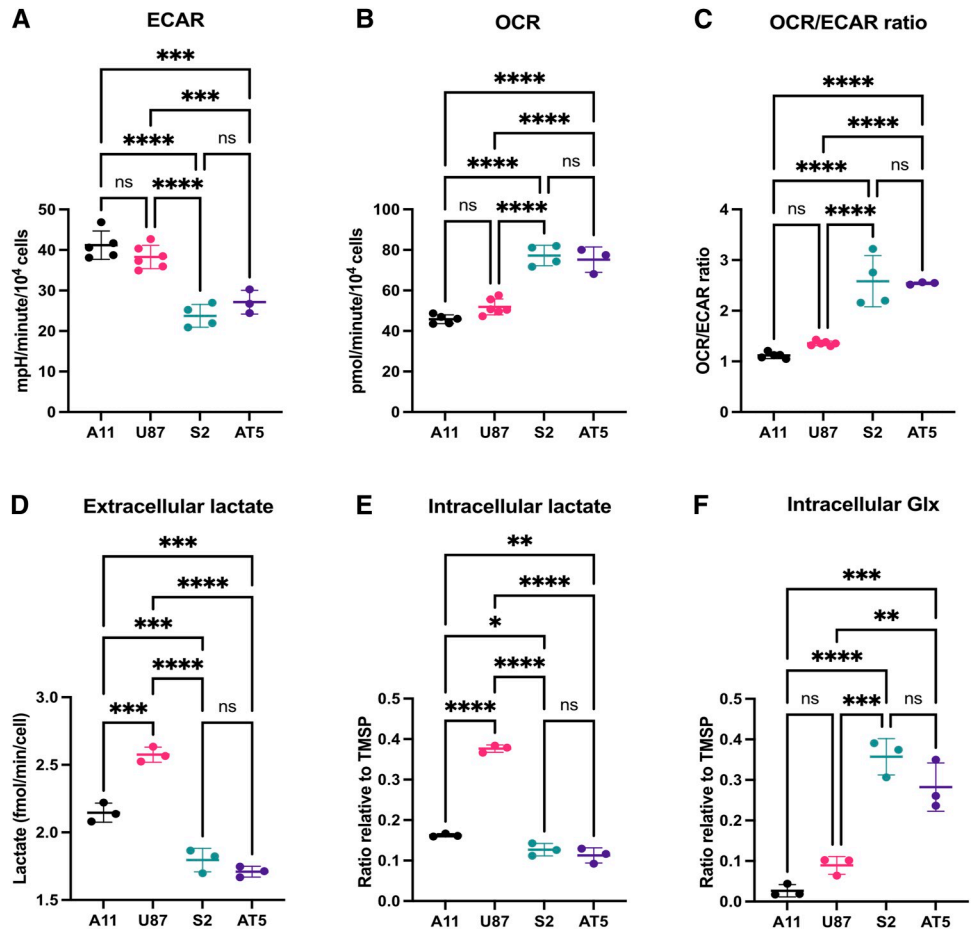 A
ECAR
***
***
****
ns
ns
****
50
40
30
20
10
0
mpH/minute/10⁴ cells
A11
U87
S2
AT5
B
OCR
****
****
****
ns
ns
****
100
80
60
40
20
0
pmol/minute/10⁴ cells
A11
U87
S2
AT5
C
OCR/ECAR ratio
****
****
****
ns
ns
****
4
3
2
1
0
OCR/ECAR ratio
A11
U87
S2
AT5
D
Extracellular lactate
***
****
***
****
***
ns
3.0
2.5
2.0
1.5
Lactate (fmol/min/cell)
A11
U87
S2
AT5
E
Intracellular lactate
**
****
*
****
****
ns
0.5
0.4
0.3
0.2
0.1
0.0
Ratio relative to TMSP
A11
U87
S2
AT5
F
Intracellular Glx
***
**
****
ns
***
ns
0.5
0.4
0.3
0.2
0.1
0.0
Ratio relative to TMSP
A11
U87
S2
AT5